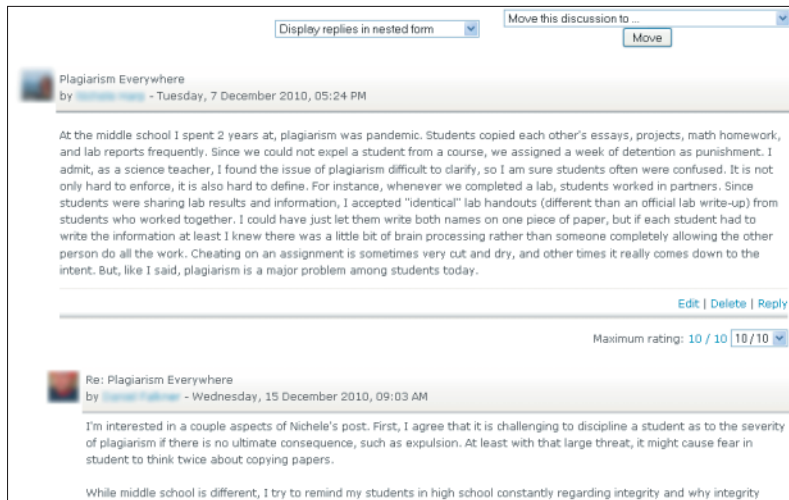 Display replies in nested form
Move this discussion to ...
Move
Plagiarism Everywhere
by - Tuesday, 7 December 2010, 05:24 PM
At the middle school I spent 2 years at, plagiarism was pandemic. Students copied each other's essays, projects, math homework,
and lab reports frequently. Since we could not expel a student from a course, we assigned a week of detention as punishment. I
admit, as a science teacher, I found the issue of plagiarism difficult to clarify, so I am sure students often were confused. It is not
only hard to enforce, it is also hard to define. For instance, whenever we completed a lab, students worked in partners. Since
students were sharing lab results and information, I accepted "identical" lab handouts (different than an official lab write-up) from
students who worked together. I could have just let them write both names on one piece of paper, but if each student had to
write the information at least I knew there was a little bit of brain processing rather than someone completely allowing the other
person do all the work. Cheating on an assignment is sometimes very cut and dry, and other times it really comes down to the
intent. But, like I said, plagiarism is a major problem among students today.
Edit | Delete | Reply
Maximum rating: 10 / 10 10/10
Re: Plagiarism Everywhere
by - Wednesday, 15 December 2010, 09:03 AM
I'm interested in a couple aspects of Nichele's post. First, I agree that it is challenging to discipline a student as to the severity
of plagiarism if there is no ultimate consequence, such as expulsion. At least with that large threat, it might cause fear in
student to think twice about copying papers.
While middle school is different, I try to remind my students in high school constantly regarding integrity and why integrity